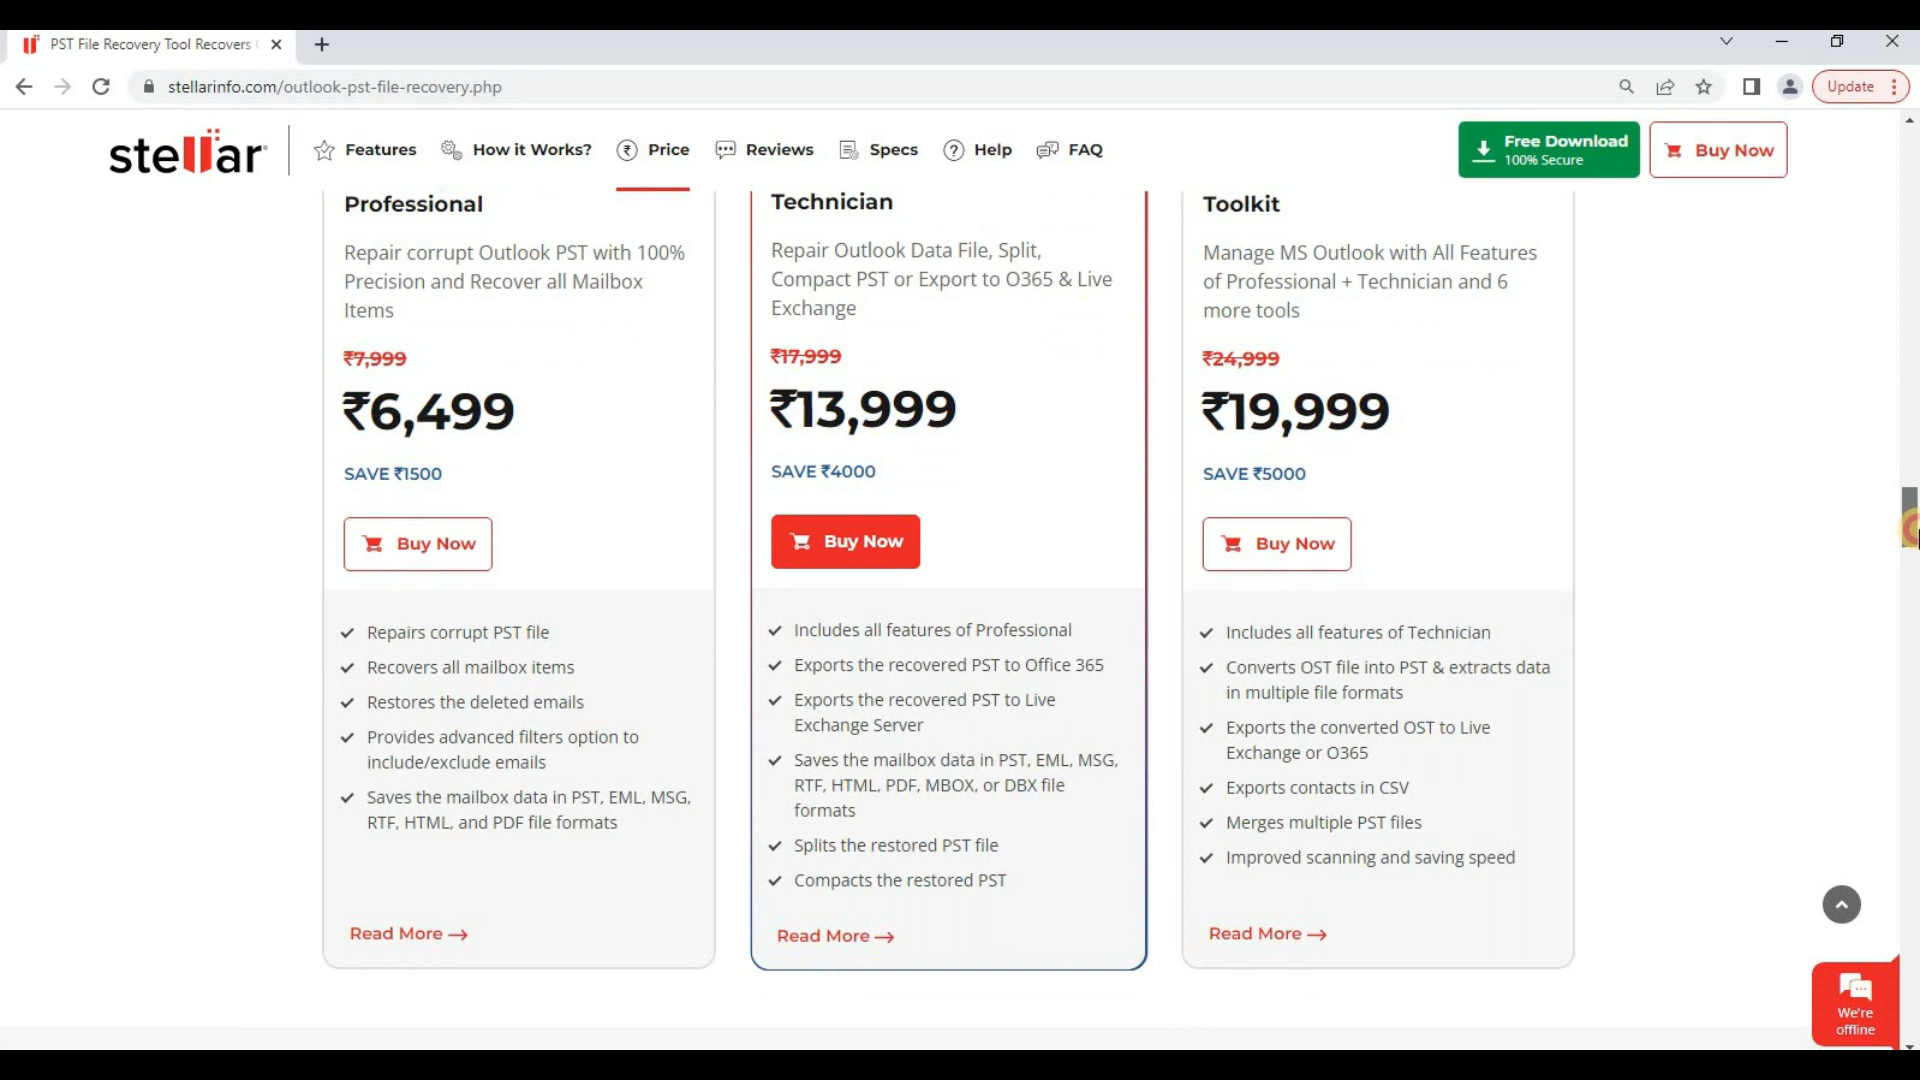 PST File Recovery Tool Recovers
stellarinfo.com/outlook-pst-file-recovery.php
Update
stellar
Features
How it Works?
Price
Reviews
Specs
Help
FAQ
Free Download
100% Secure
Buy Now
Professional
Repair corrupt Outlook PST with 100%
Precision and Recover all Mailbox
Items
₹7,999
₹6,499
SAVE ₹1500
Buy Now
Repairs corrupt PST file
Recovers all mailbox items
Restores the deleted emails
Provides advanced filters option to
include/exclude emails
Saves the mailbox data in PST, EML, MSG,
RTF, HTML, and PDF file formats
Read More
Technician
Repair Outlook Data File, Split,
Compact PST or Export to O365 & Live
Exchange
₹17,999
₹13,999
SAVE ₹4000
Buy Now
Includes all features of Professional
Exports the recovered PST to Office 365
Exports the recovered PST to Live
Exchange Server
Saves the mailbox data in PST, EML, MSG,
RTF, HTML, PDF, MBOX, or DBX file
formats
Splits the restored PST file
Compacts the restored PST
Read More
Toolkit
Manage MS Outlook with All Features
of Professional + Technician and 6
more tools
₹24,999
₹19,999
SAVE ₹5000
Buy Now
Includes all features of Technician
Converts OST file into PST & extracts data
in multiple file formats
Exports the converted OST to Live
Exchange or O365
Exports contacts in CSV
Merges multiple PST files
Improved scanning and saving speed
Read More
We're
offline